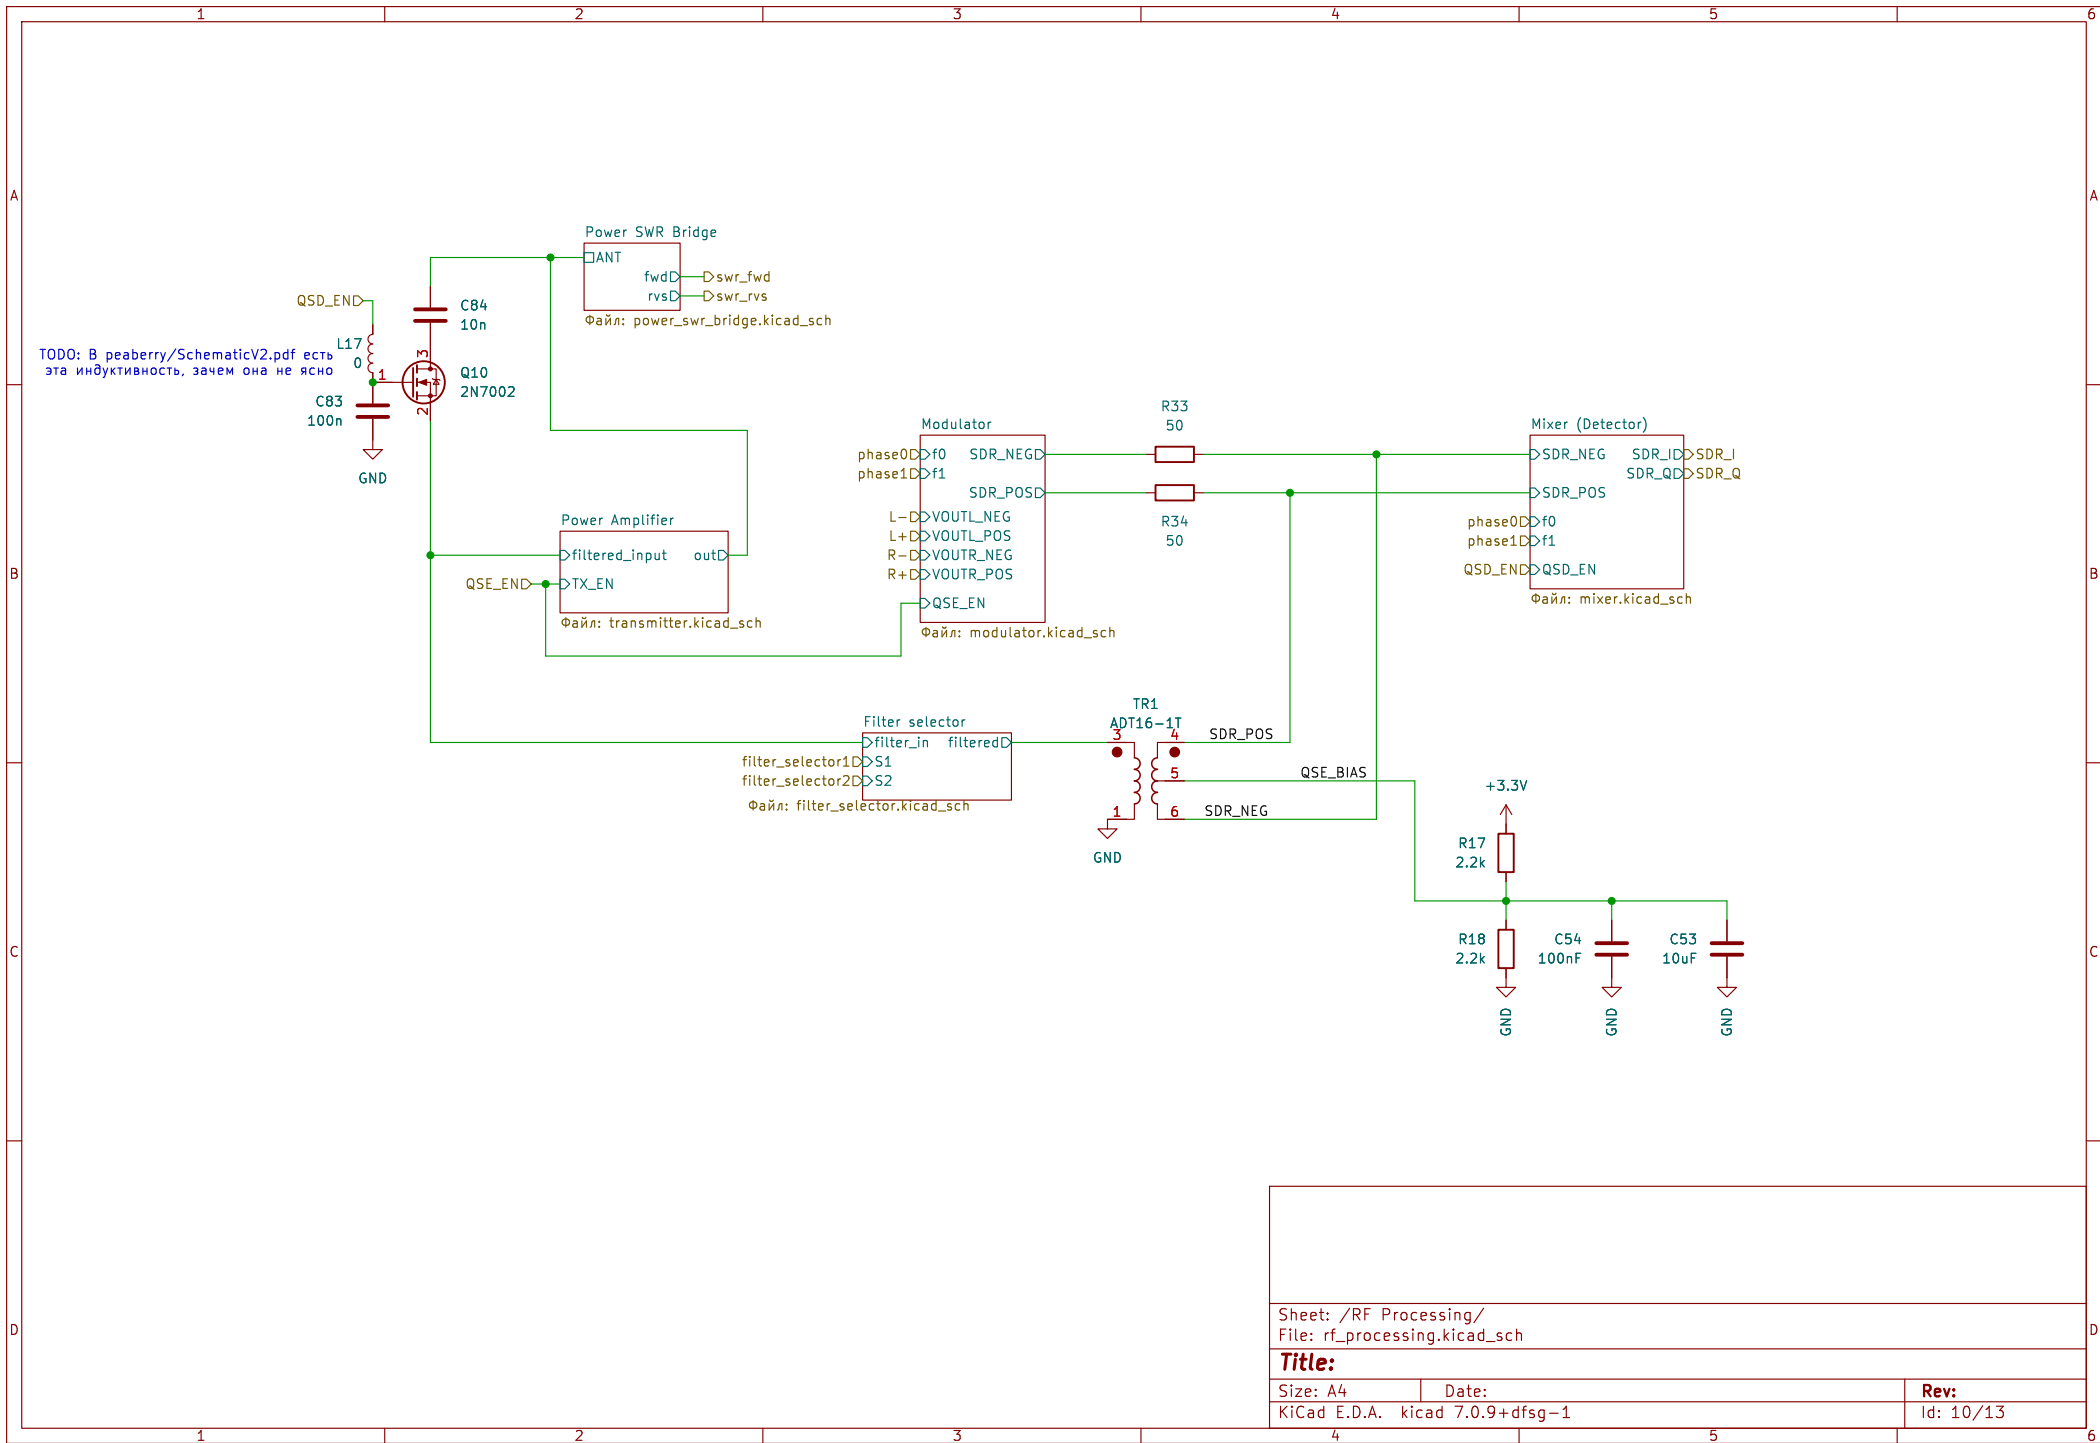 1 2 3 4 5 6
A A
B B
C C
D D
Power SWR Bridge
ANT
fwd swr_fwd
rvs swr_rvs
Файл: power_swr_bridge.kicad_sch
QSD_EN
C84
10n
L17
0
TODO: В peaberry/SchematicV2.pdf есть
эта индуктивность, зачем она не ясно
1
3
2
Q10
2N7002
C83
100n
GND
Power Amplifier
filtered_input out
QSE_EN TX_EN
Файл: transmitter.kicad_sch
Modulator
phase0 f0 SDR_NEG
phase1 f1
SDR_POS
L- VOUTL_NEG
L+ VOUTL_POS
R- VOUTR_NEG
R+ VOUTR_POS
QSE_EN
Файл: modulator.kicad_sch
R33
50
R34
50
Mixer (Detector)
SDR_NEG SDR_I SDR_I
SDR_Q SDR_Q
SDR_POS
phase0 f0
phase1 f1
QSD_EN QSD_EN
Файл: mixer.kicad_sch
Filter selector
filter_in filtered
filter_selector1 S1
filter_selector2 S2
Файл: filter_selector.kicad_sch
TR1
ADT16-1T
3 4 SDR_POS
5 QSE_BIAS
1 6 SDR_NEG
GND
+3.3V
R17
2.2k
R18
2.2k
C54
100nF
C53
10uF
GND
GND
GND
Sheet: /RF Processing/
File: rf_processing.kicad_sch
Title:
Size: A4 Date: Rev:
KiCad E.D.A. kicad 7.0.9+dfsg-1 Id: 10/13
1 2 3 4 5 6